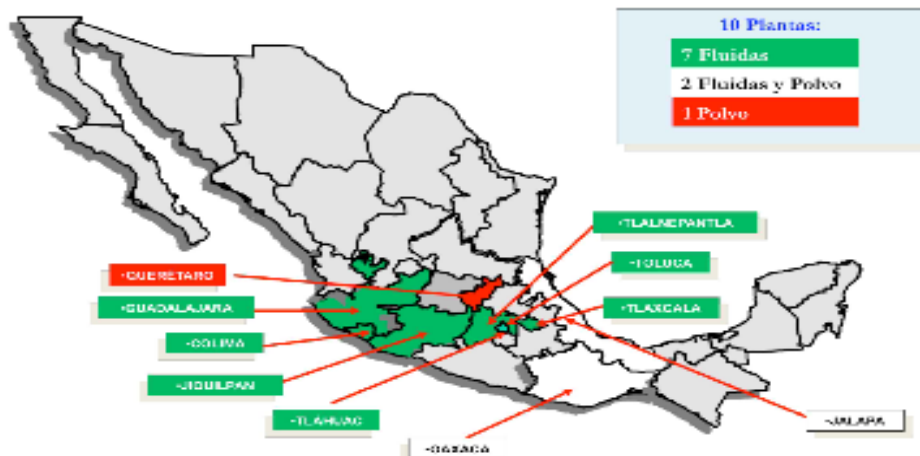 10 Plantas:
7 Fluidas
2 Fluidas y Polvo
1 Polvo
-TLALNEPANTLA
-TOLUCA
-TLAXCALA
-QUERETARO
-GUADALAJARA
-COLIMA
-JIQUILPAN
-TLAHUAC
-OAXACA
-JALAPA